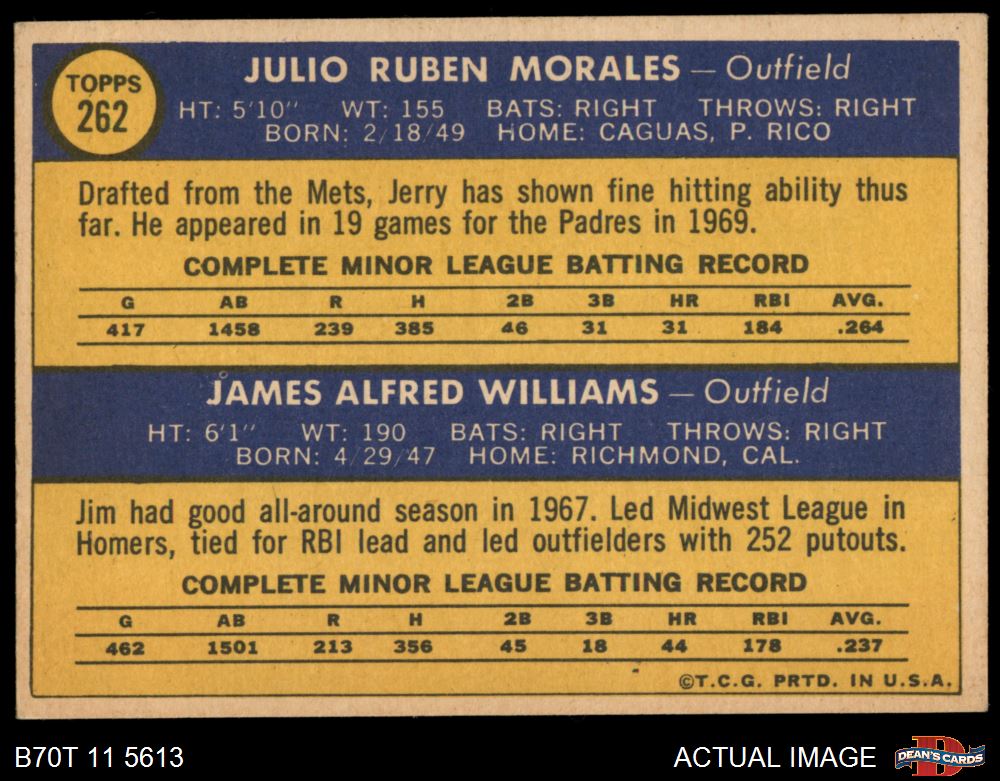 TOPPS
262
JULIO RUBEN MORALES — Outfield
HT: 5'10" WT: 155 BATS: RIGHT THROWS: RIGHT
BORN: 2/18/49 HOME: CAGUAS, P. RICO
Drafted from the Mets, Jerry has shown fine hitting ability thus
far. He appeared in 19 games for the Padres in 1969.
COMPLETE MINOR LEAGUE BATTING RECORD
G AB R H 2B 3B HR RBI AVG.
417 1458 239 385 46 31 31 184 .264
JAMES ALFRED WILLIAMS — Outfield
HT: 6'1" WT: 190 BATS: RIGHT THROWS: RIGHT
BORN: 4/29/47 HOME: RICHMOND, CAL.
Jim had good all-around season in 1967. Led Midwest League in
Homers, tied for RBI lead and led outfielders with 252 putouts.
COMPLETE MINOR LEAGUE BATTING RECORD
G AB R H 2B 3B HR RBI AVG.
462 1501 213 356 45 18 44 178 .237
©T.C.G. PRTD. IN U.S.A.
B70T 11 5613
ACTUAL IMAGE
DEAN'S CARDS